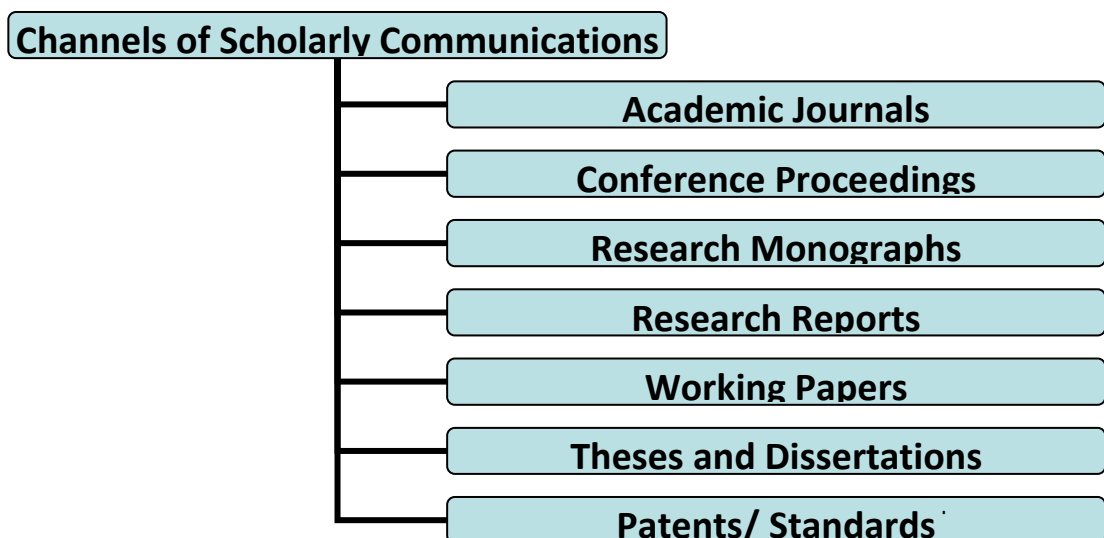 Channels of Scholarly Communications
Academic Journals
Conference Proceedings
Research Monographs
Research Reports
Working Papers
Theses and Dissertations
Patents/ Standards